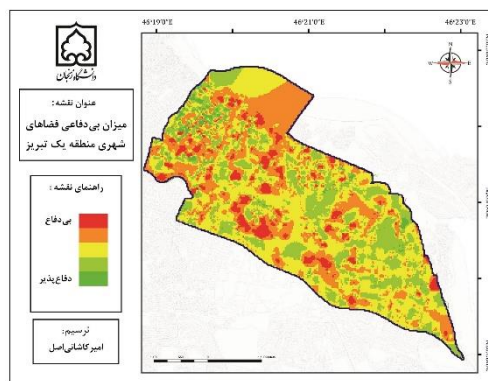 46°19'0"E
46°21'0"E
46°23'0"E
دانشگاه زنجان
عنوان نقشه :
میزان بی‌دفاعی فضاهای
شهری منطقه یک تبریز
راهنمای نقشه :
بی‌دفاع
دفاع‌پذیر
ترسیم:
امیر کاشانی‌اصل
N